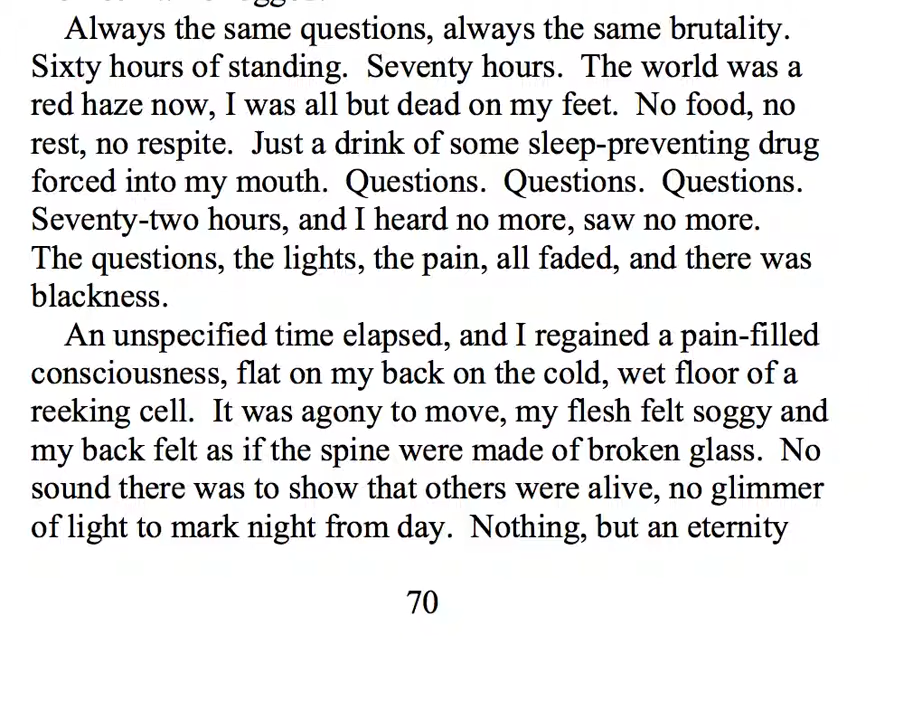 Always the same questions, always the same brutality.
Sixty hours of standing.  Seventy hours.  The world was a
red haze now, I was all but dead on my feet.  No food, no
rest, no respite.  Just a drink of some sleep-preventing drug
forced into my mouth.  Questions.  Questions.  Questions.
Seventy-two hours, and I heard no more, saw no more.
The questions, the lights, the pain, all faded, and there was
blackness.
An unspecified time elapsed, and I regained a pain-filled
consciousness, flat on my back on the cold, wet floor of a
reeking cell.  It was agony to move, my flesh felt soggy and
my back felt as if the spine were made of broken glass.  No
sound there was to show that others were alive, no glimmer
of light to mark night from day.  Nothing, but an eternity
70